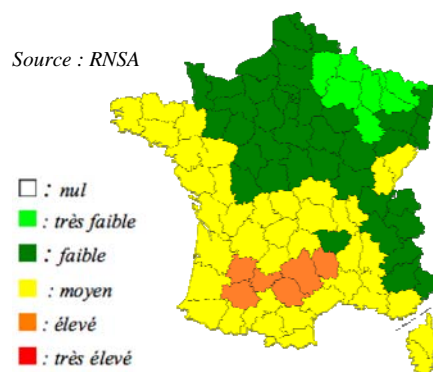 Source : RNSA
: nul
: très faible
: faible
: moyen
: élevé
: très élevé